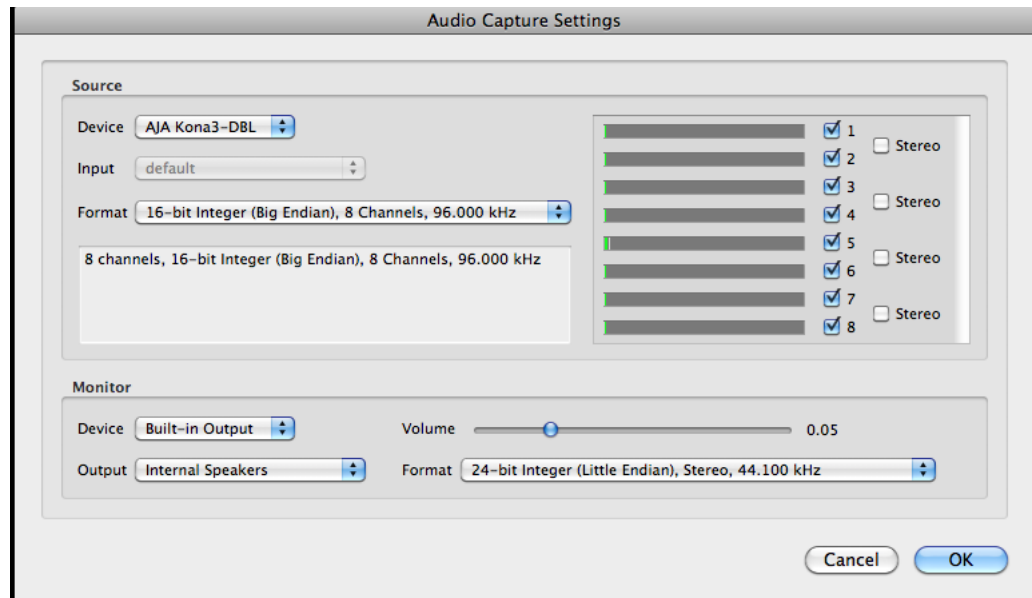 Audio Capture Settings
Source
Device AJA Kona3-DBL
Input default
Format 16-bit Integer (Big Endian), 8 Channels, 96.000 kHz
8 channels, 16-bit Integer (Big Endian), 8 Channels, 96.000 kHz
1
Stereo
2
3
Stereo
4
5
Stereo
6
7
Stereo
8
Monitor
Device Built-in Output Volume 0.05
Output Internal Speakers Format 24-bit Integer (Little Endian), Stereo, 44.100 kHz
Cancel OK